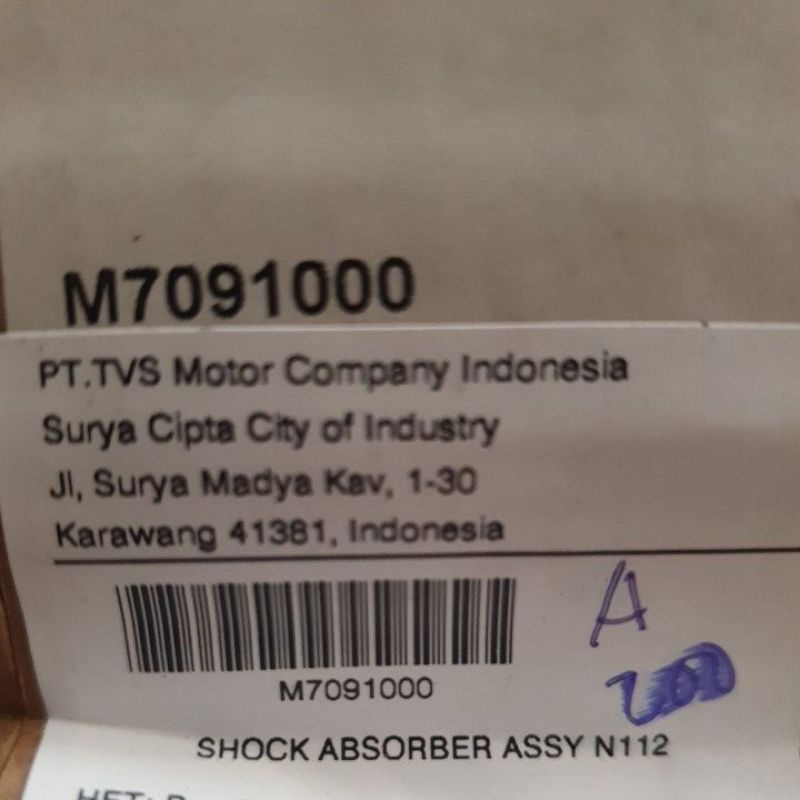 M7091000
PT.TVS Motor Company Indonesia
Surya Cipta City of Industry
Jl, Surya Madya Kav, 1-30
Karawang 41381, Indonesia
A
M7091000
SHOCK ABSORBER ASSY N112